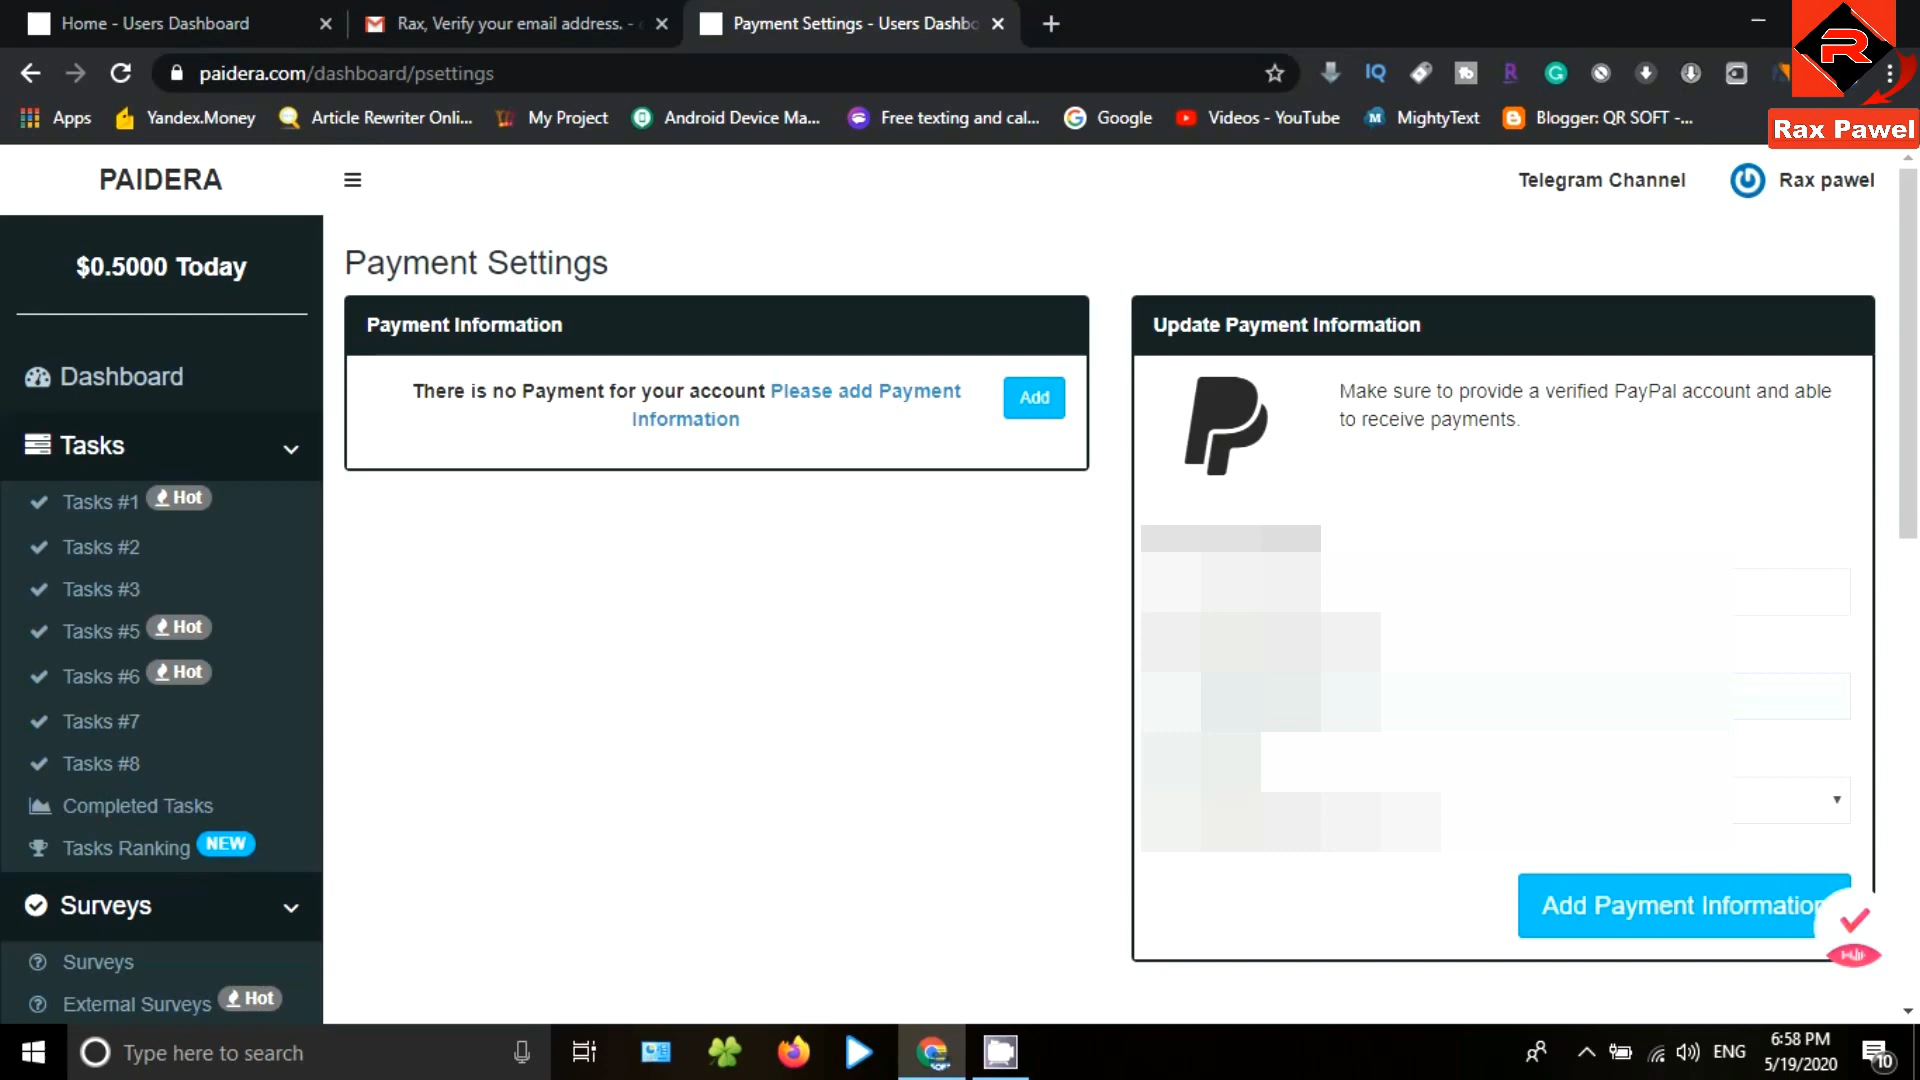 Home - Users Dashboard
Rax, Verify your email address. -
Payment Settings - Users Dashbo
paidera.com/dashboard/psettings
IQ
R
Apps
Yandex.Money
Article Rewriter Onli...
My Project
Android Device Ma...
Free texting and cal...
Google
Videos - YouTube
MightyText
Blogger: QR SOFT -...
R
Rax Pawel
PAIDERA
Telegram Channel
Rax pawel
$0.5000 Today
Dashboard
Tasks
Tasks #1 Hot
Tasks #2
Tasks #3
Tasks #5 Hot
Tasks #6 Hot
Tasks #7
Tasks #8
Completed Tasks
Tasks Ranking NEW
Surveys
Surveys
External Surveys Hot
Payment Settings
Payment Information
There is no Payment for your account Please add Payment
Information
Add
Update Payment Information
Make sure to provide a verified PayPal account and able
to receive payments.
Add Payment Information
Type here to search
ENG
6:58 PM
5/19/2020
10